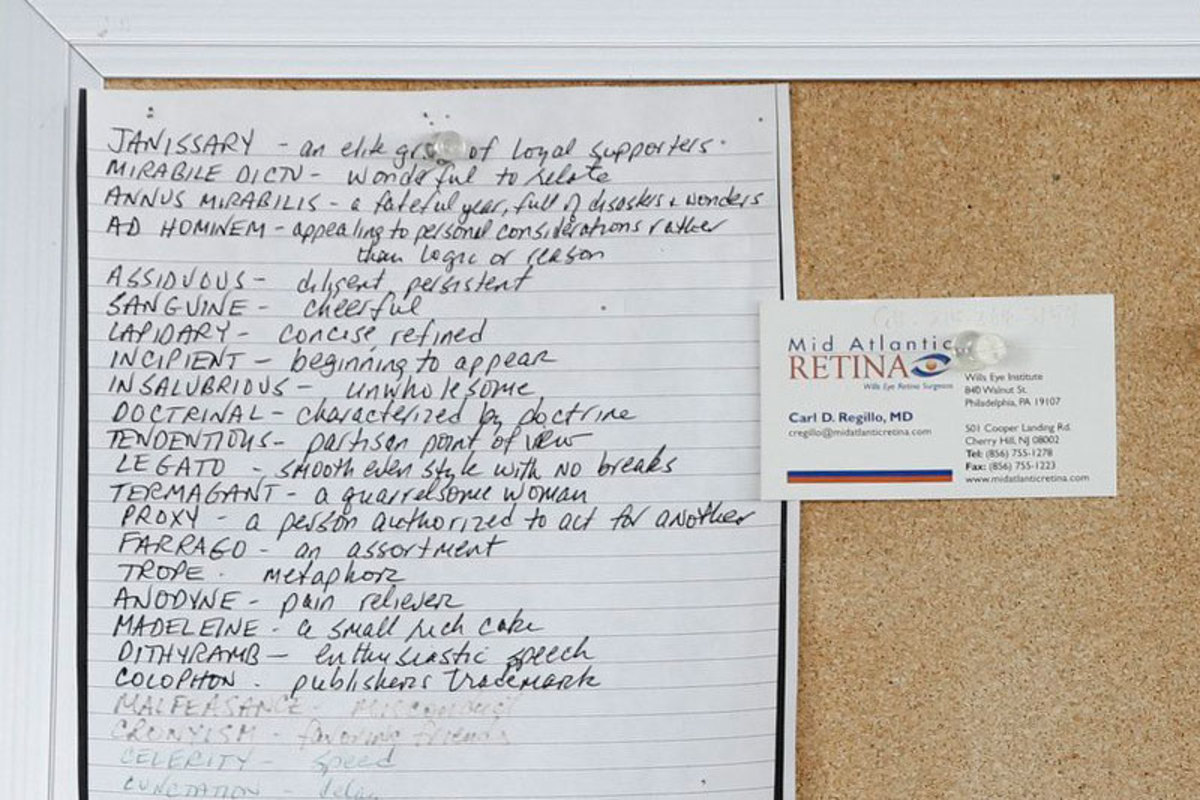 JANISSARY - an elite gr of loyal supporters.
MIRABILE DICTU - wonderful to relate
ANNUS MIRABILIS - a fateful year, full of disasters + wonders
AD HOMINEM - appealing to personal considerations rather
than logic or reason
ASSIDUOUS - diligent persistent
SANGUINE - cheerful
LAPIDARY - concise refined
INCIPIENT - beginning to appear
INSALUBRIOUS - unwholesome
DOCTRINAL - characterized by doctrine
TENDENTIOUS - partisan point of view
LEGATO - smooth even style with no breaks
TERMAGANT - a quarrelsome woman
PROXY - a person authorized to act for another
FARRAGO - an assortment
TROPE - metaphor
ANODYNE - pain reliever
MADELEINE - a small rich cake
DITHYRAMB - enthusiastic speech
COLOPHON - publishers trademark
MALFEASANCE - misconduct
CRONYISM - favoring friends
CELERITY - speed
CUNCTATION - delay
Mid Atlantic
RETINA
Wills Eye Retina Surgeons
Carl D. Regillo, MD
cregillo@midatlanticretina.com
Wills Eye Institute
840 Walnut St.
Philadelphia, PA 19107
501 Cooper Landing Rd.
Cherry Hill, NJ 08002
Tel: (856) 755-1278
Fax: (856) 755-1223
www.midatlanticretina.com